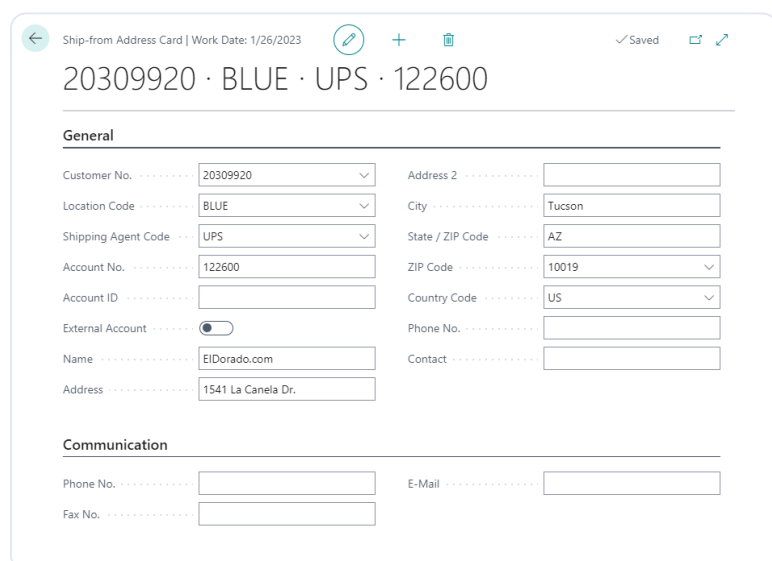 Ship-from Address Card | Work Date: 1/26/2023
Saved
20309920 · BLUE · UPS · 122600
General
Customer No. 20309920
Location Code BLUE
Shipping Agent Code UPS
Account No. 122600
Account ID
External Account
Name ElDorado.com
Address 1541 La Canela Dr.
Address 2
City Tucson
State / ZIP Code AZ
ZIP Code 10019
Country Code US
Phone No.
Contact
Communication
Phone No.
Fax No.
E-Mail